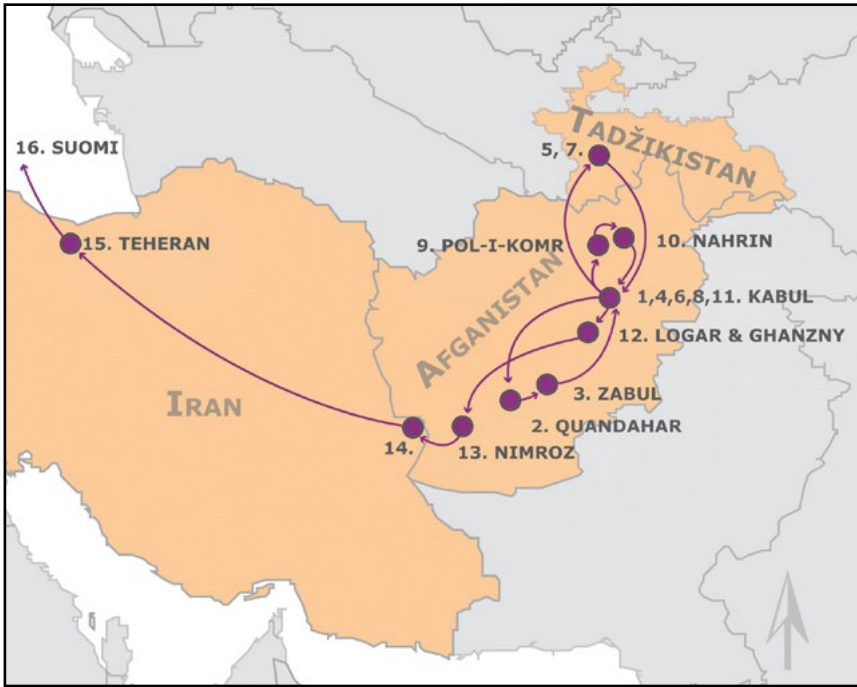 TADŽIKISTAN
16. SUOMI
5, 7.
15. TEHERAN
9. POL-I-KOMR
10. NAHRIN
AFGANISTAN
1,4,6,8,11. KABUL
12. LOGAR & GHANZNY
IRAN
3. ZABUL
2. QUANDAHAR
14.
13. NIMROZ